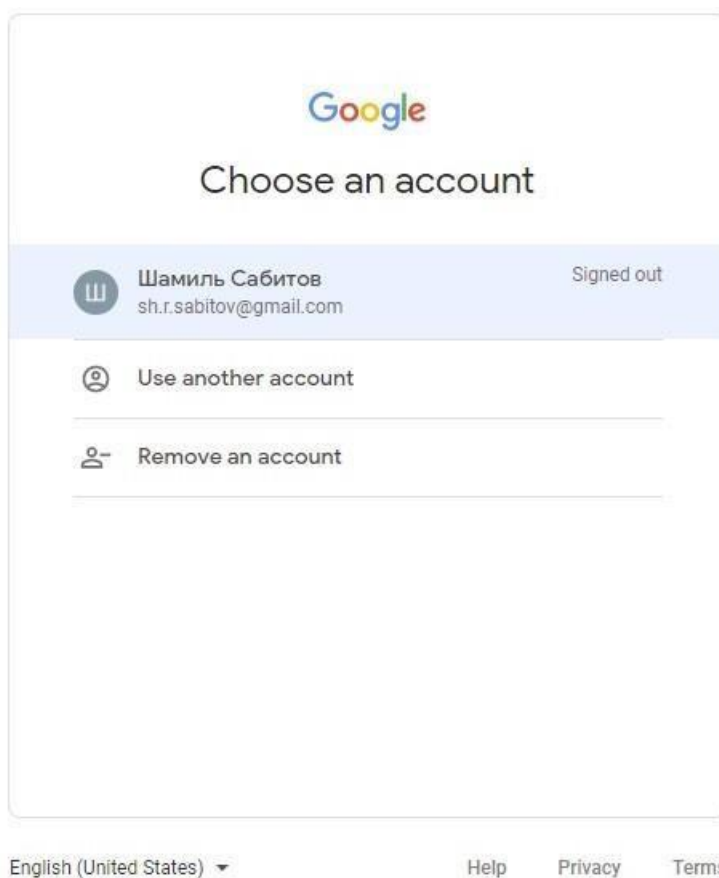 Google
Choose an account
Ш
Шамиль Сабитов
Signed out
sh.r.sabitov@gmail.com
Use another account
Remove an account
English (United States)
Help Privacy Terms